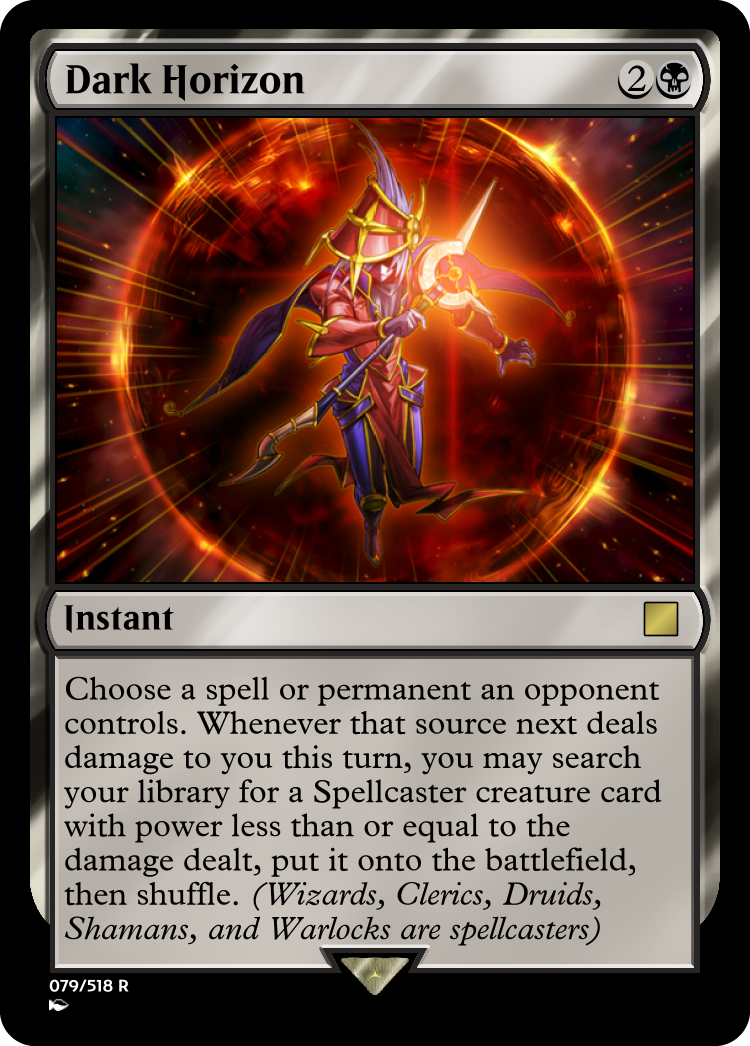 Dark Horizon
2
Instant
Choose a spell or permanent an opponent
controls. Whenever that source next deals
damage to you this turn, you may search
your library for a Spellcaster creature card
with power less than or equal to the
damage dealt, put it onto the battlefield,
then shuffle. (Wizards, Clerics, Druids,
Shamans, and Warlocks are spellcasters)
079/518 R